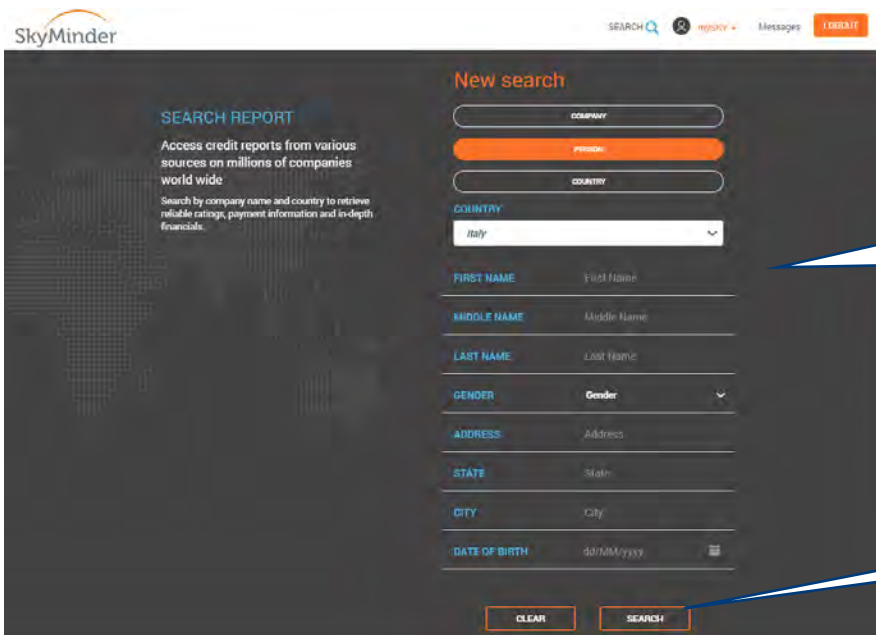 SkyMinder
SEARCH
mysky
Messages
LOGOUT
SEARCH REPORT
Access credit reports from various
sources on millions of companies
world wide
Search by company name and country to retrieve
reliable ratings, payment information and in-depth
financials.
New search
COMPANY
PERSON
COUNTRY
COUNTRY
Italy
FIRST NAME First Name
MIDDLE NAME Middle Name
LAST NAME Last Name
GENDER Gender
ADDRESS Address
STATE State
CITY City
DATE OF BIRTH dd/MM/yyyy
CLEAR SEARCH